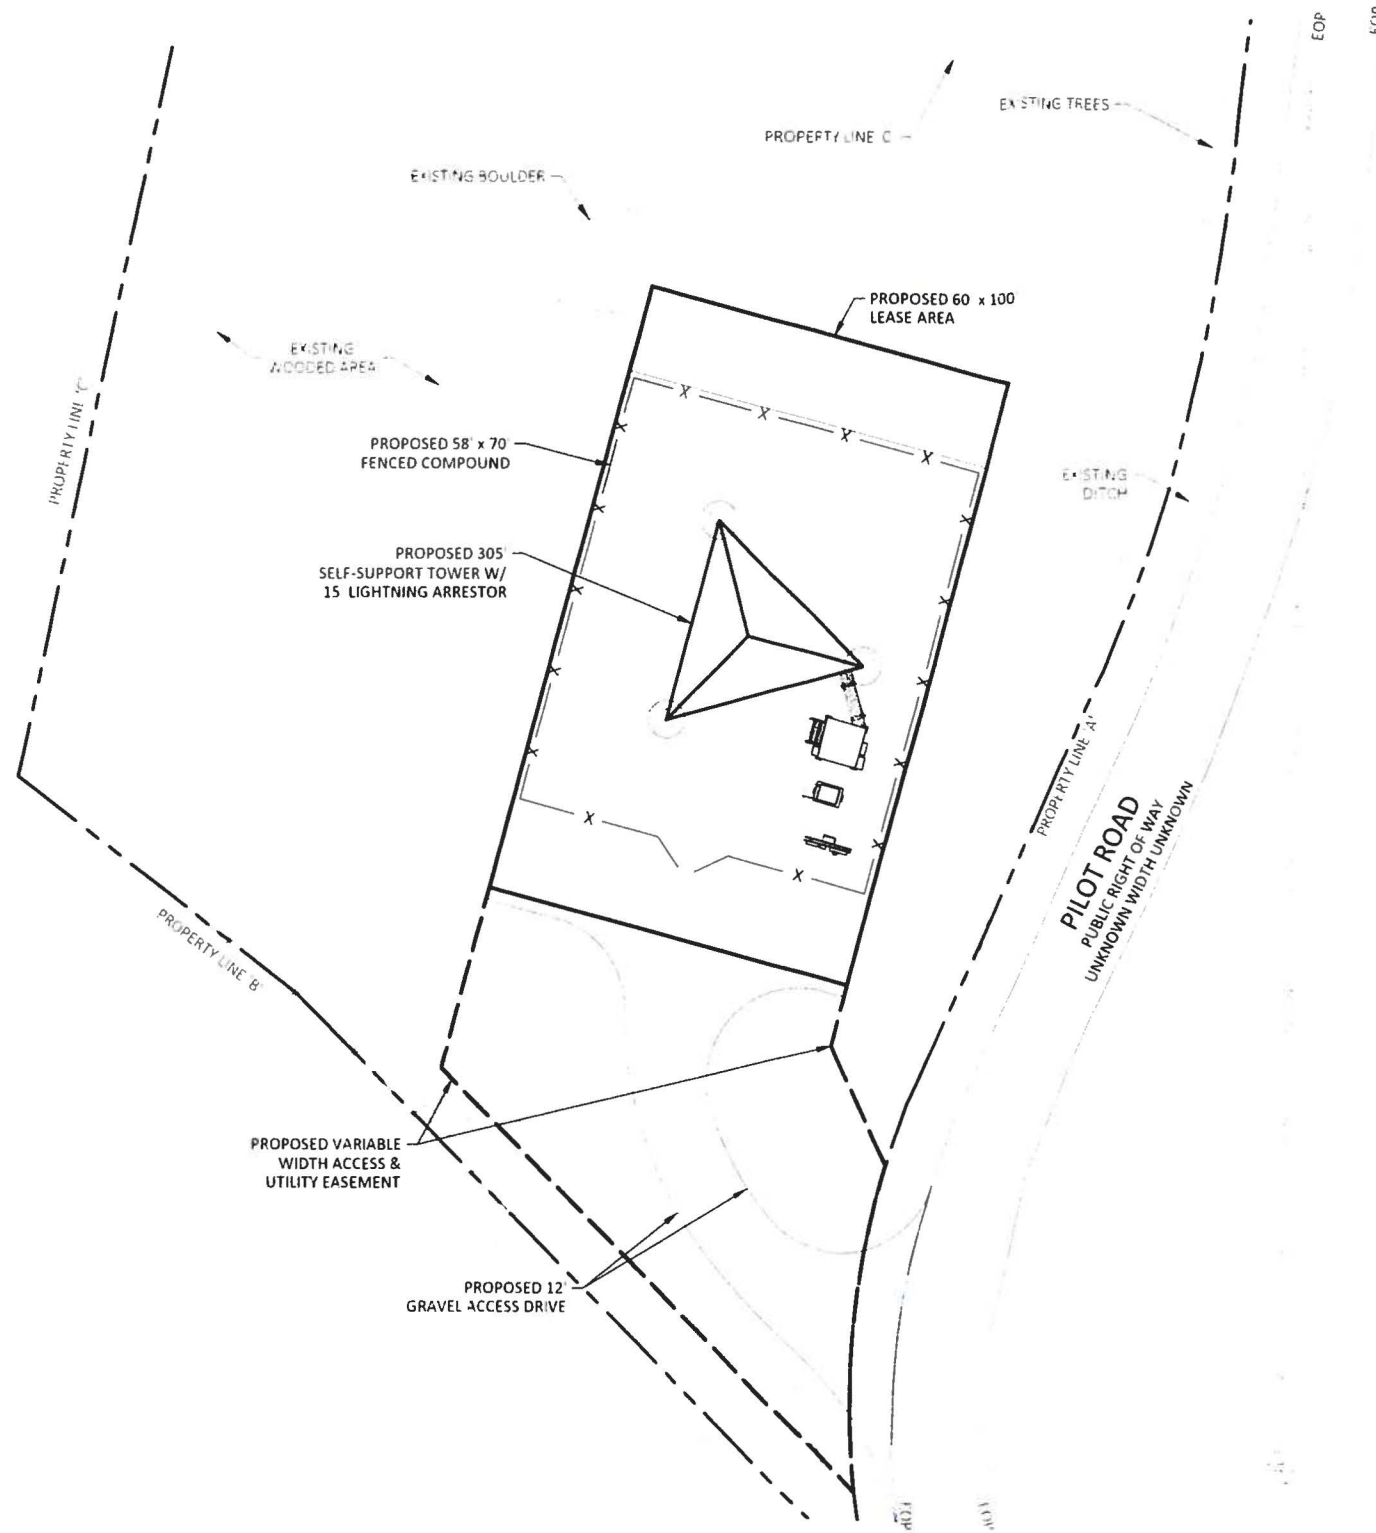 EOP
EOP
EXISTING TREES
PROPERTY LINE C
EXISTING BOULDER
PROPOSED 60 x 100'
LEASE AREA
EXISTING
WOODED AREA
PROPERTY LINE 'C'
PROPOSED 58' x 70'
FENCED COMPOUND
EXISTING
DITCH
PROPOSED 305'
SELF-SUPPORT TOWER W/
15 LIGHTNING ARRESTOR
PROPERTY LINE 'A'
PILOT ROAD
PUBLIC RIGHT OF WAY
UNKNOWN WIDTH UNKNOWN
PROPERTY LINE 'B'
PROPOSED VARIABLE
WIDTH ACCESS &
UTILITY EASEMENT
PROPOSED 12'
GRAVEL ACCESS DRIVE
EOP
EOP